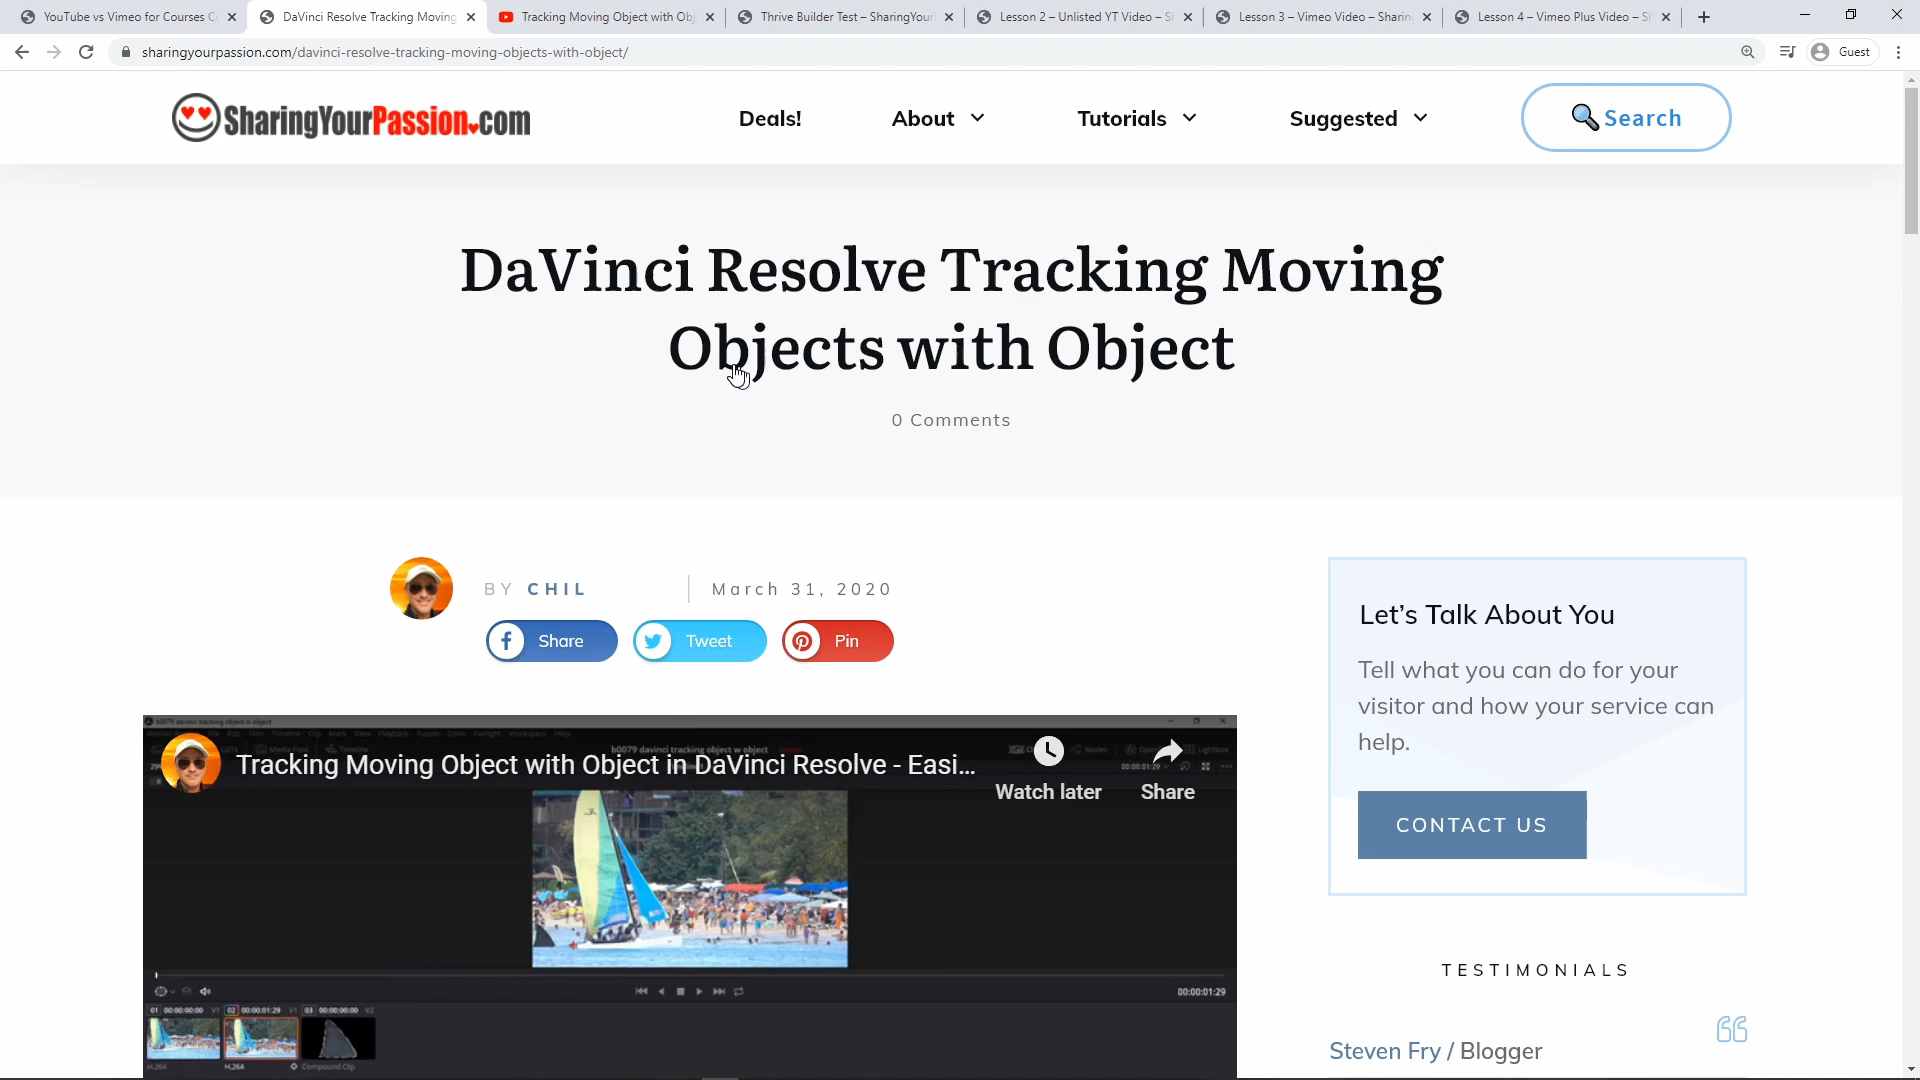 YouTube vs Vimeo for Courses C
DaVinci Resolve Tracking Moving
Tracking Moving Object with Ob
Thrive Builder Test – SharingYour
Lesson 2 – Unlisted YT Video – S
Lesson 3 – Vimeo Video – Sharin
Lesson 4 – Vimeo Plus Video – S
sharingyourpassion.com/davinci-resolve-tracking-moving-objects-with-object/
Guest
SharingYourPassion.com
Deals!
About
Tutorials
Suggested
Search
DaVinci Resolve Tracking Moving
Objects with Object
0 Comments
BY CHIL
March 31, 2020
Share
Tweet
Pin
Let's Talk About You
Tell what you can do for your
visitor and how your service can
help.
CONTACT US
TESTIMONIALS
Steven Fry / Blogger
b0079 davinci tracking object w object
Tracking Moving Object with Object in DaVinci Resolve - Easi...
Watch later
Share
00:00:01:29
01 00:00:00:00 V1
02 00:00:01:29 V1
03 00:00:00:00 V2
H.264
H.264
Compound Clip